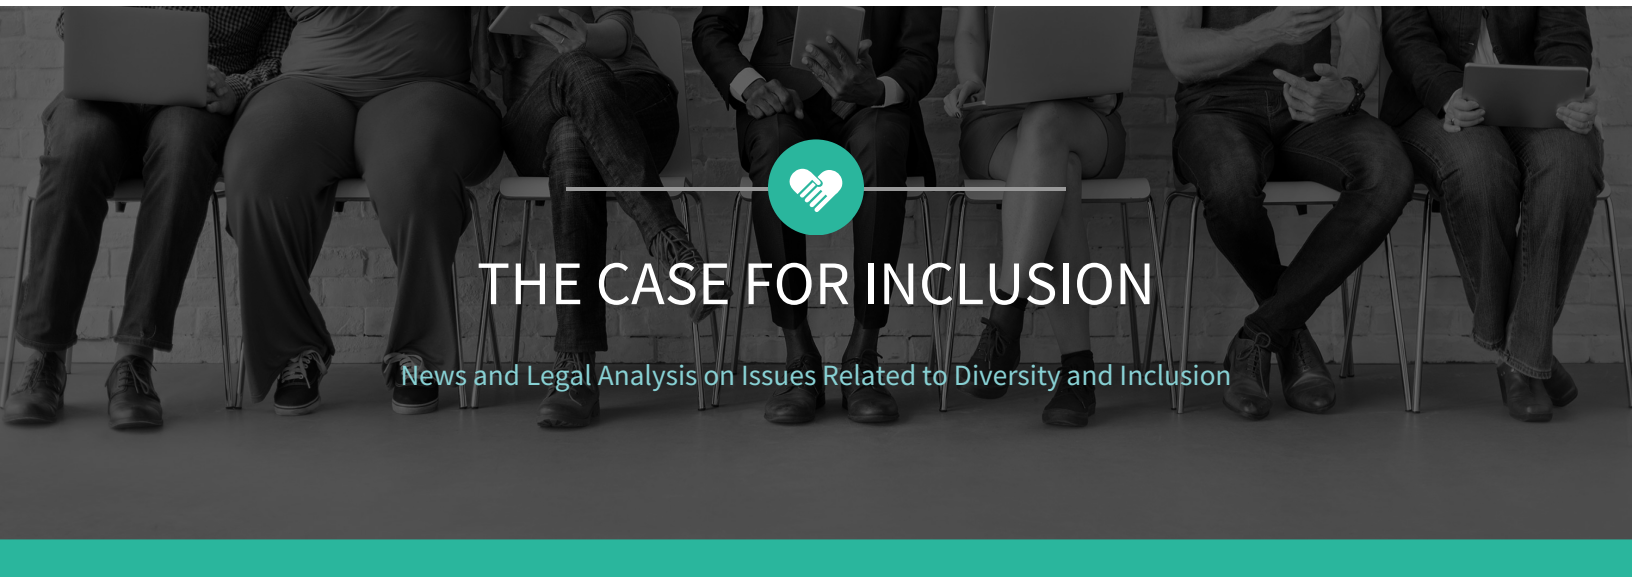 THE CASE FOR INCLUSION
News and Legal Analysis on Issues Related to Diversity and Inclusion